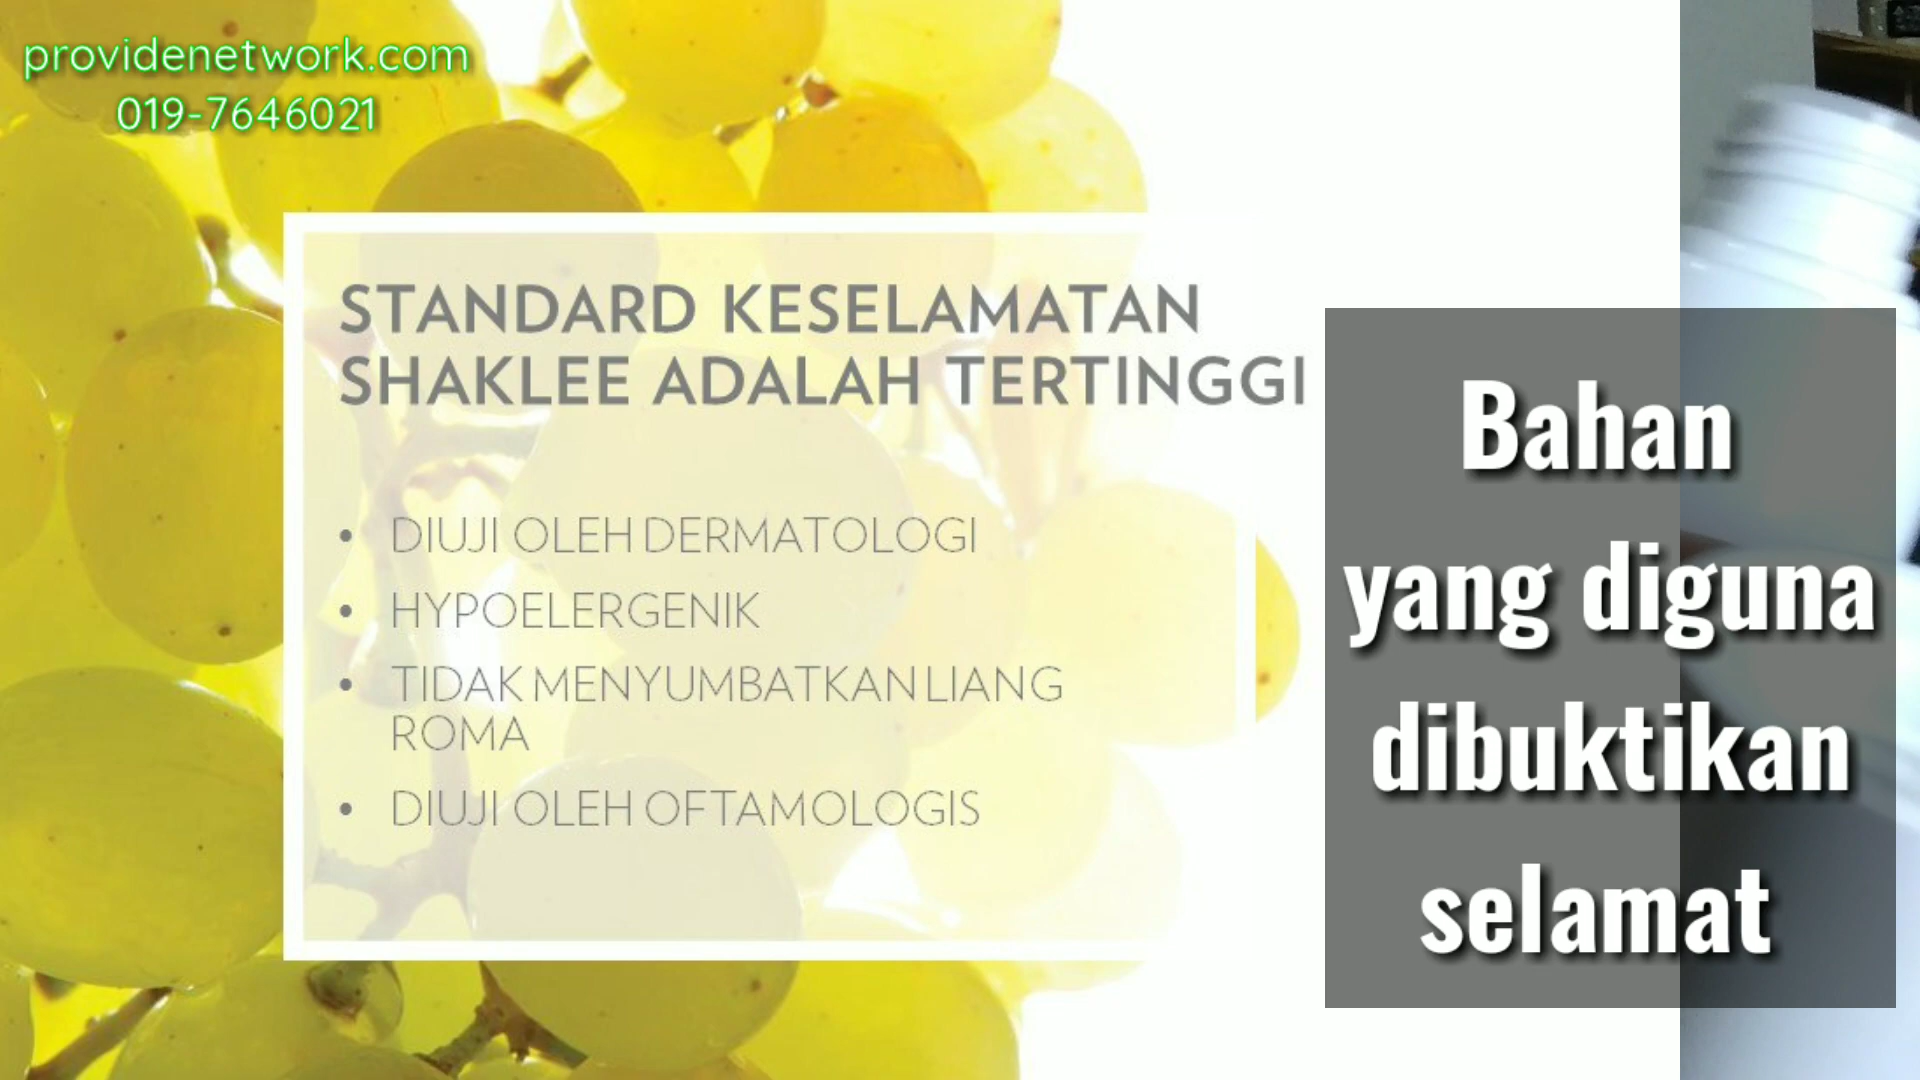 providenetwork.com
019-7646021
STANDARD KESELAMATAN
SHAKLEE ADALAH TERTINGGI
• DIUJI OLEH DERMATOLOGI
• HYPOELERGENIK
• TIDAK MENYUMBATKAN LIANG
ROMA
• DIUJI OLEH OFTAMOLOGIS
Bahan
yang diguna
dibuktikan
selamat